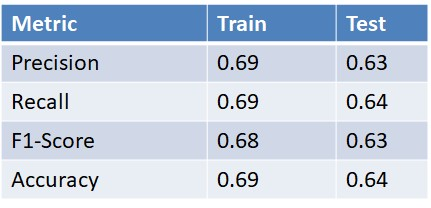 Metric Train Test
Precision 0.69 0.63
Recall 0.69 0.64
F1-Score 0.68 0.63
Accuracy 0.69 0.64